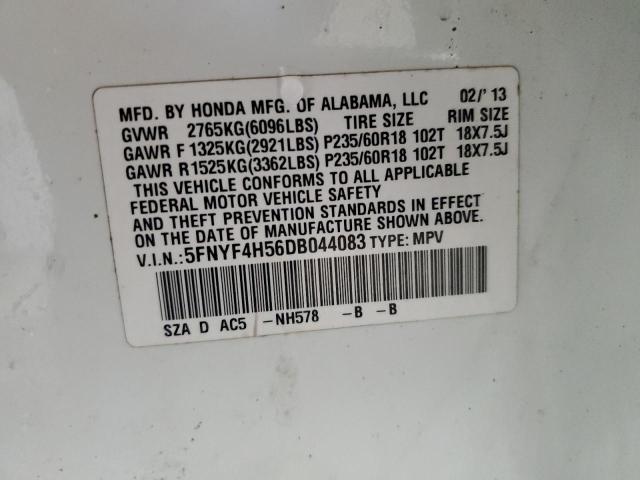 MFD. BY HONDA MFG. OF ALABAMA, LLC 02/'13
GVWR 2765KG(6096LBS) TIRE SIZE RIM SIZE
GAWR F 1325KG(2921LBS) P235/60R18 102T 18X7.5J
GAWR R1525KG(3362LBS) P235/60R18 102T 18X7.5J
THIS VEHICLE CONFORMS TO ALL APPLICABLE
FEDERAL MOTOR VEHICLE SAFETY
AND THEFT PREVENTION STANDARDS IN EFFECT
ON THE DATE OF MANUFACTURE SHOWN ABOVE.
V.I.N.:5FNYF4H56DB044083 TYPE: MPV
SZA D AC5 -NH578 -B -B